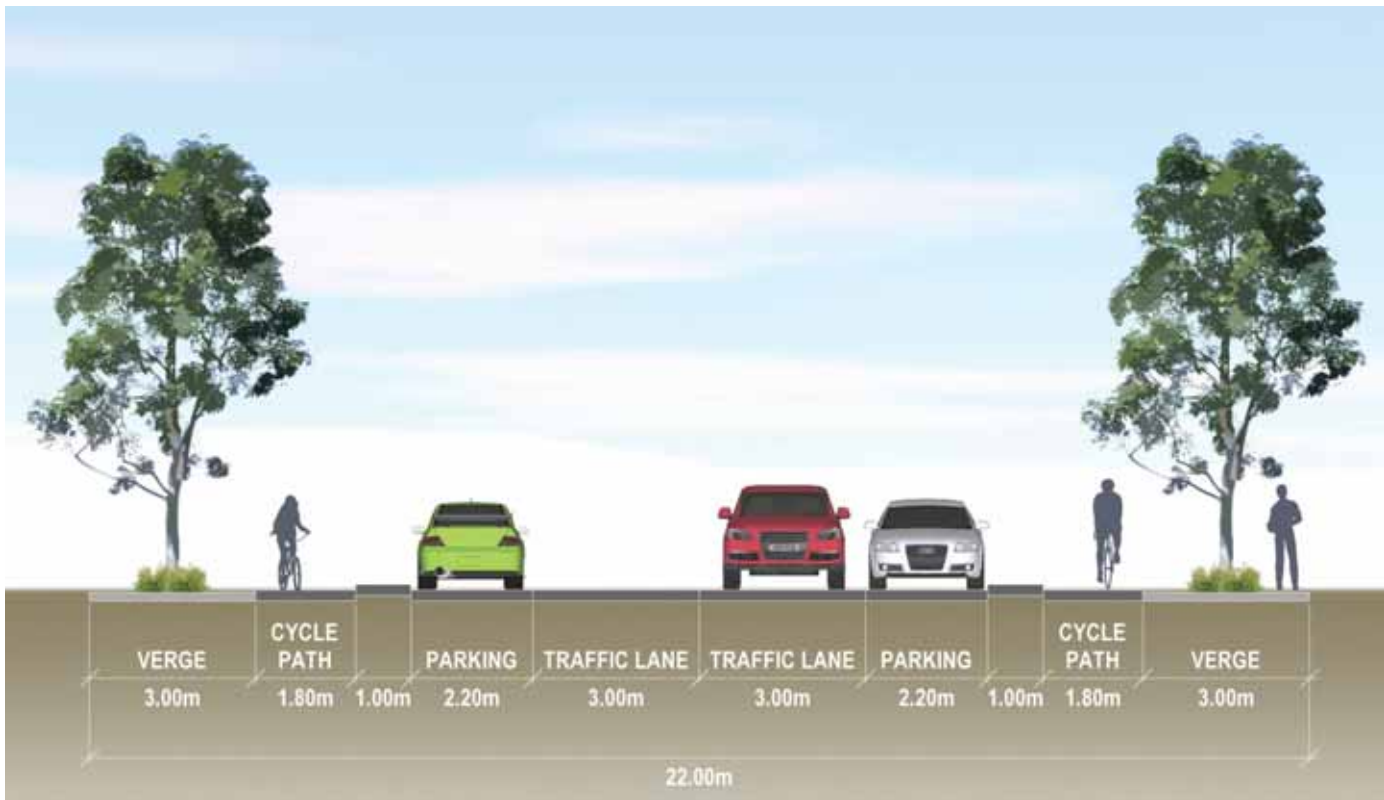 CYCLE
PATH
CYCLE
PATH
VERGE
PARKING
TRAFFIC LANE
TRAFFIC LANE
PARKING
VERGE
3.00m
1.80m
1.00m
2.20m
3.00m
3.00m
2.20m
1.00m
1.80m
3.00m
22.00m